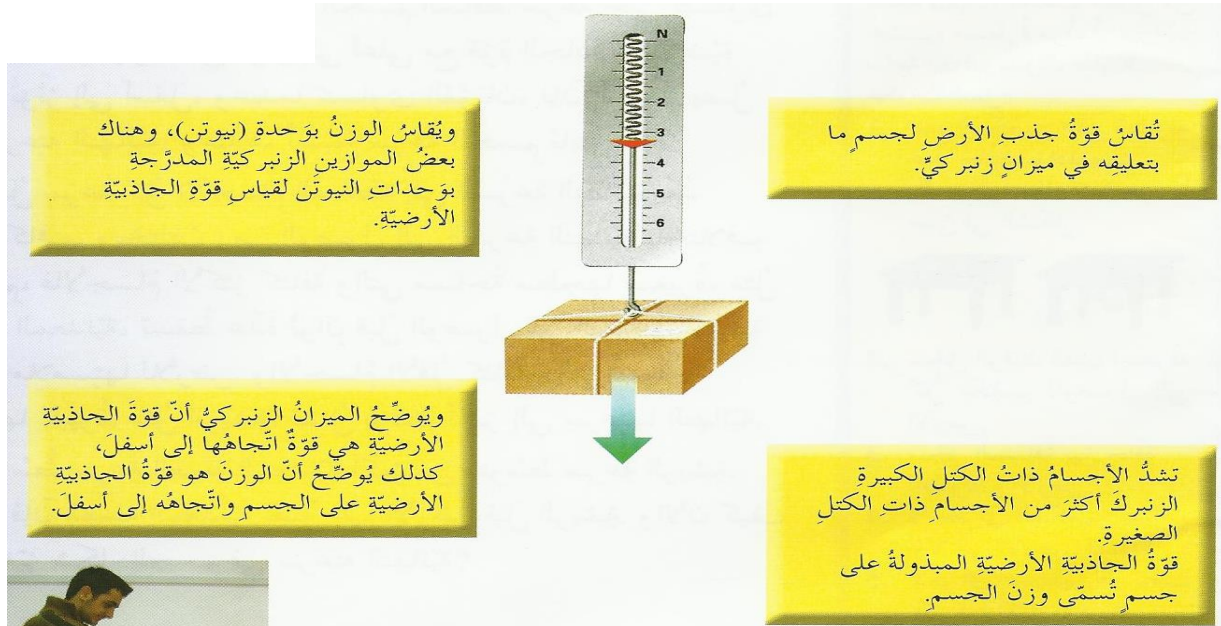 تُقاسُ قوّةُ جذبِ الأرضِ لجسمٍ ما
بتعليقِه في ميزانٍ زنبركيٍّ.
ويُقاسُ الوزنُ بوَحدةِ (نيوتن)، وهناك
بعضُ الموازينِ الزنبركيّةِ المدرَّجةِ
بوَحداتِ النيوتَن لقياسِ قوّةِ الجاذبيّةِ
الأرضيّةِ.
N
1
2
3
4
5
6
تشدُّ الأجسامُ ذاتُ الكتلِ الكبيرةِ
الزنبركَ أكثرَ من الأجسامِ ذاتِ الكتلِ
الصغيرةِ.
قوّةُ الجاذبيّةِ الأرضيّةِ المبذولةُ على
جسمٍ تُسمّى وزنَ الجسمِ.
ويُوضِّحُ الميزانُ الزنبركيُّ أنّ قوّةَ الجاذبيّةِ
الأرضيّةِ هي قوّةٌ اتّجاهُها إلى أسفلَ،
كذلك يُوضِّحُ أنّ الوزنَ هو قوّةُ الجاذبيّةِ
الأرضيّةِ على الجسمِ واتّجاهُه إلى أسفلَ.